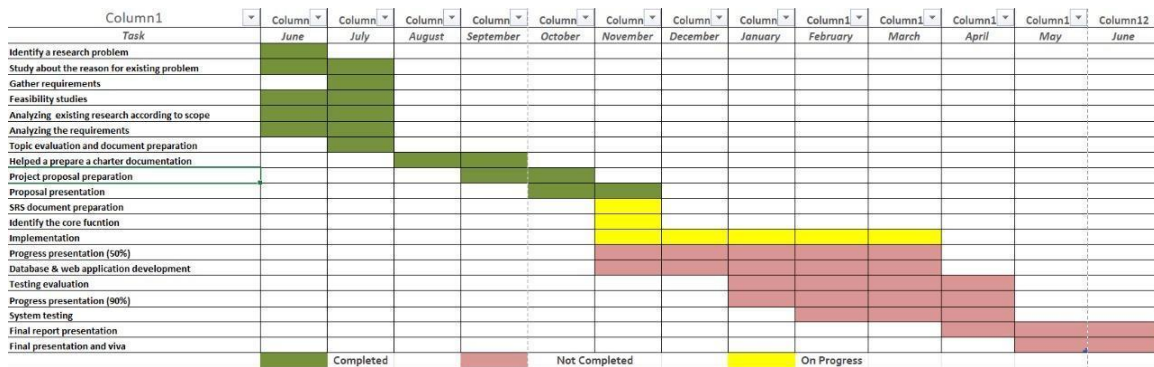 Column1 Column Column Column Column Column Column Column Column Column1 Column1 Column1 Column1 Column12
Task June July August September October November December January February March April May June
Identify a research problem
Study about the reason for existing problem
Gather requirements
Feasibility studies
Analyzing existing research according to scope
Analyzing the requirements
Topic evaluation and document preparation
Helped a prepare a charter documentation
Project proposal preparation
Proposal presentation
SRS document preparation
Identify the core fucntion
Implementation
Progress presentation (50%)
Database & web application development
Testing evaluation
Progress presentation (90%)
System testing
Final report presentation
Final presentation and viva
Completed Not Completed On Progress